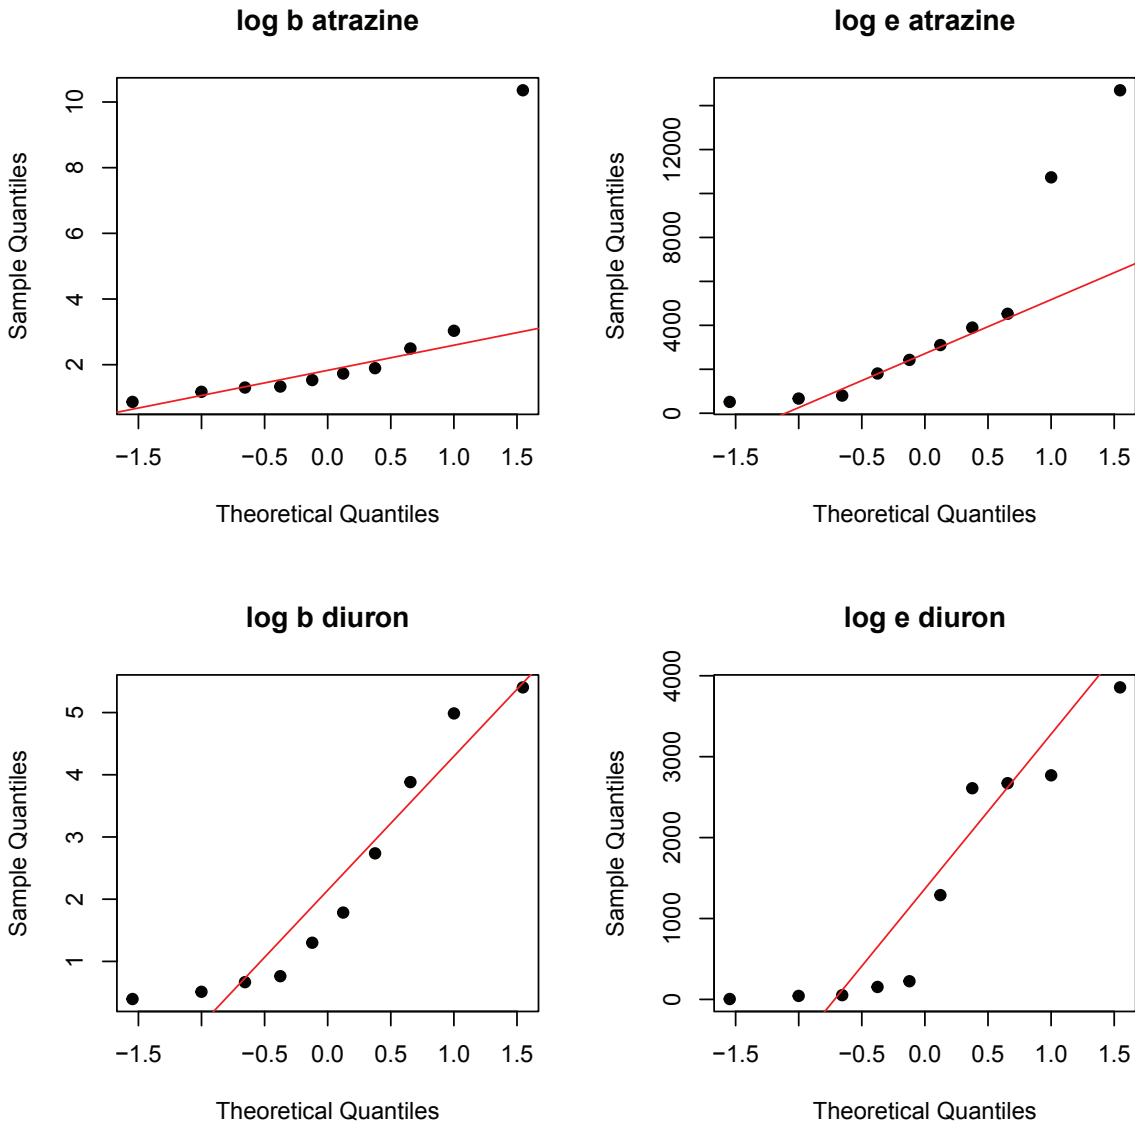 log b atrazine
Sample Quantiles
10
8
6
4
2
−1.5 −0.5 0.0 0.5 1.0 1.5
Theoretical Quantiles
log e atrazine
Sample Quantiles
12000
8000
4000
0
−1.5 −0.5 0.0 0.5 1.0 1.5
Theoretical Quantiles
log b diuron
Sample Quantiles
5
4
3
2
1
−1.5 −0.5 0.0 0.5 1.0 1.5
Theoretical Quantiles
log e diuron
Sample Quantiles
4000
3000
2000
1000
0
−1.5 −0.5 0.0 0.5 1.0 1.5
Theoretical Quantiles